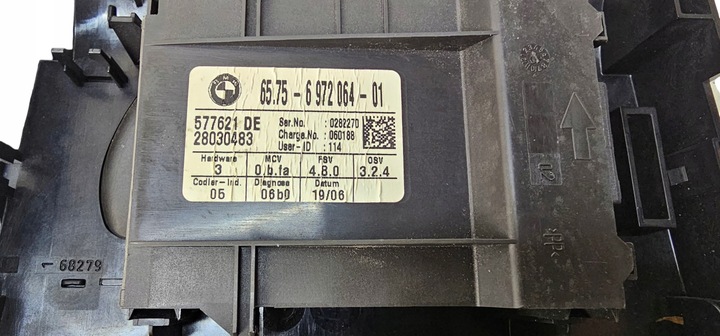 BMW
65.75 - 6 972 064 - 01
577621 DE
28030483
Ser.No. : 0282270
Charge.No. : 060188
User-ID : 114
Hardware MCV FSV OSV
3 0.b.fa 4.8.0 3.2.4
Codier-Ind. Diagnose Datum
05 06b0 19/06
1 68279